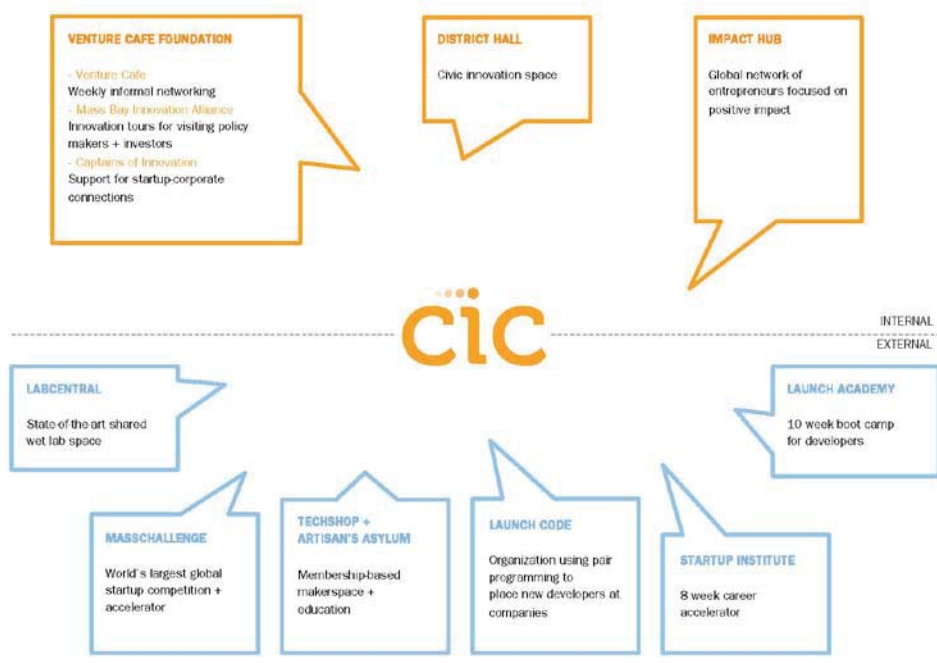 VENTURE CAFE FOUNDATION
- Venture Cafe
Weekly informal networking
- Mass Bay Innovation Alliance
Innovation tours for visiting policy
makers + investors
- Captains of Innovation
Support for startup-corporate
connections
DISTRICT HALL
Civic innovation space
IMPACT HUB
Global network of
entrepreneurs focused on
positive impact
cic
INTERNAL
EXTERNAL
LABCENTRAL
State-of-the-art shared
wet lab space
LAUNCH ACADEMY
10 week boot camp
for developers
MASSCHALLENGE
World's largest global
startup competition +
accelerator
TECHSHOP +
ARTISAN'S ASYLUM
Membership-based
makerspace +
education
LAUNCH CODE
Organization using pair
programming to
place new developers at
companies
STARTUP INSTITUTE
8 week career
accelerator